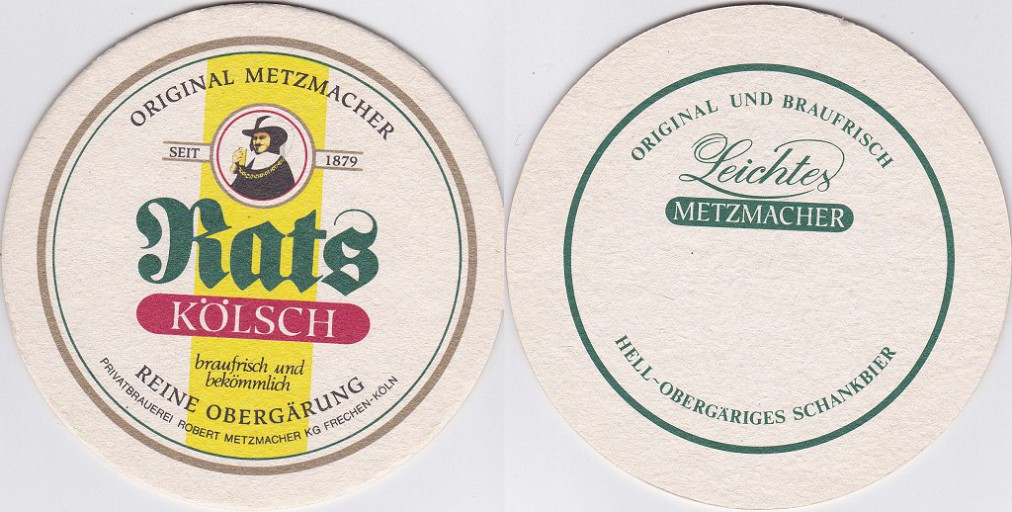 ORIGINAL METZMACHER
SEIT 1879
Rats
KÖLSCH
braufrisch und
bekömmlich
REINE OBERGÄRUNG
PRIVATBRAUEREI ROBERT METZMACHER KG FRECHEN-KÖLN
ORIGINAL UND BRAUFRISCH
Leichtes
METZMACHER
HELL-OBERGÄRIGES SCHANKBIER